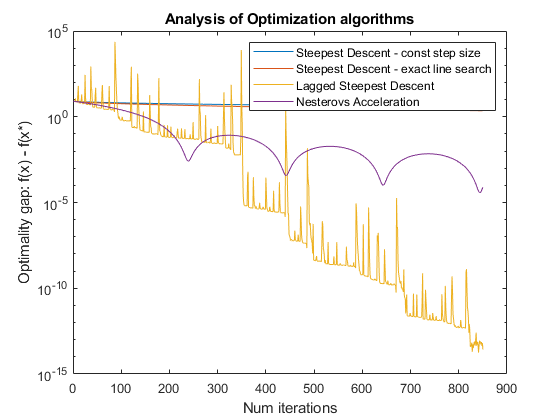 Analysis of Optimization algorithms
10^5
10^0
10^-5
10^-10
10^-15
Optimality gap: f(x) - f(x*)
Steepest Descent - const step size
Steepest Descent - exact line search
Lagged Steepest Descent
Nesterovs Acceleration
0 100 200 300 400 500 600 700 800 900
Num iterations